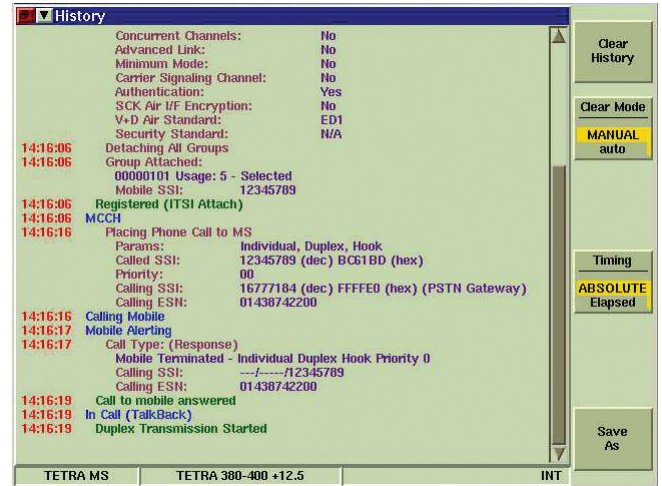 History
Concurrent Channels: No
Advanced Link: No
Minimum Mode: No
Carrier Signaling Channel: No
Authentication: Yes
SCK Air I/F Encryption: No
V+D Air Standard: ED1
Security Standard: N/A
14:16:06 Detaching All Groups
14:16:06 Group Attached:
00000101 Usage: 5 - Selected
Mobile SSI: 12345789
14:16:06 Registered (ITSI Attach)
14:16:06 MCCH
14:16:16 Placing Phone Call to MS
Params: Individual, Duplex, Hook
Called SSI: 12345789 (dec) BC61BD (hex)
Priority: 00
Calling SSI: 16777184 (dec) FFFFE0 (hex) (PSTN Gateway)
Calling ESN: 01438742200
14:16:16 Calling Mobile
14:16:17 Mobile Alerting
14:16:17 Call Type: (Response)
Mobile Terminated - Individual Duplex Hook Priority 0
Calling SSI: ---/-----/12345789
Calling ESN: 01438742200
14:16:19 Call to mobile answered
14:16:19 In Call (TalkBack)
14:16:19 Duplex Transmission Started
Clear
History
Clear Mode
MANUAL
auto
Timing
ABSOLUTE
Elapsed
Save
As
TETRA MS TETRA 380-400 +12.5 INT